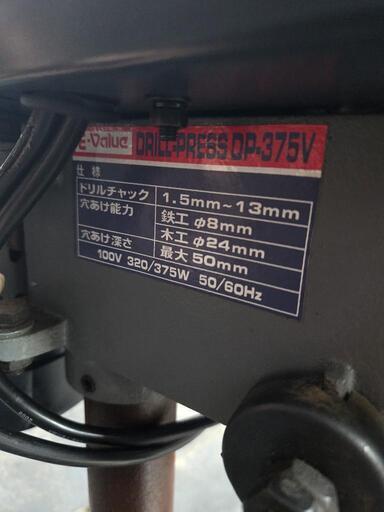 E-Value DRILL-PRESS DP-375V
仕様
ドリルチャック 1.5mm~13mm
穴あけ能力 鉄工 φ8mm
木工 φ24mm
穴あけ深さ 最大 50mm
100V 320/375W 50/60Hz